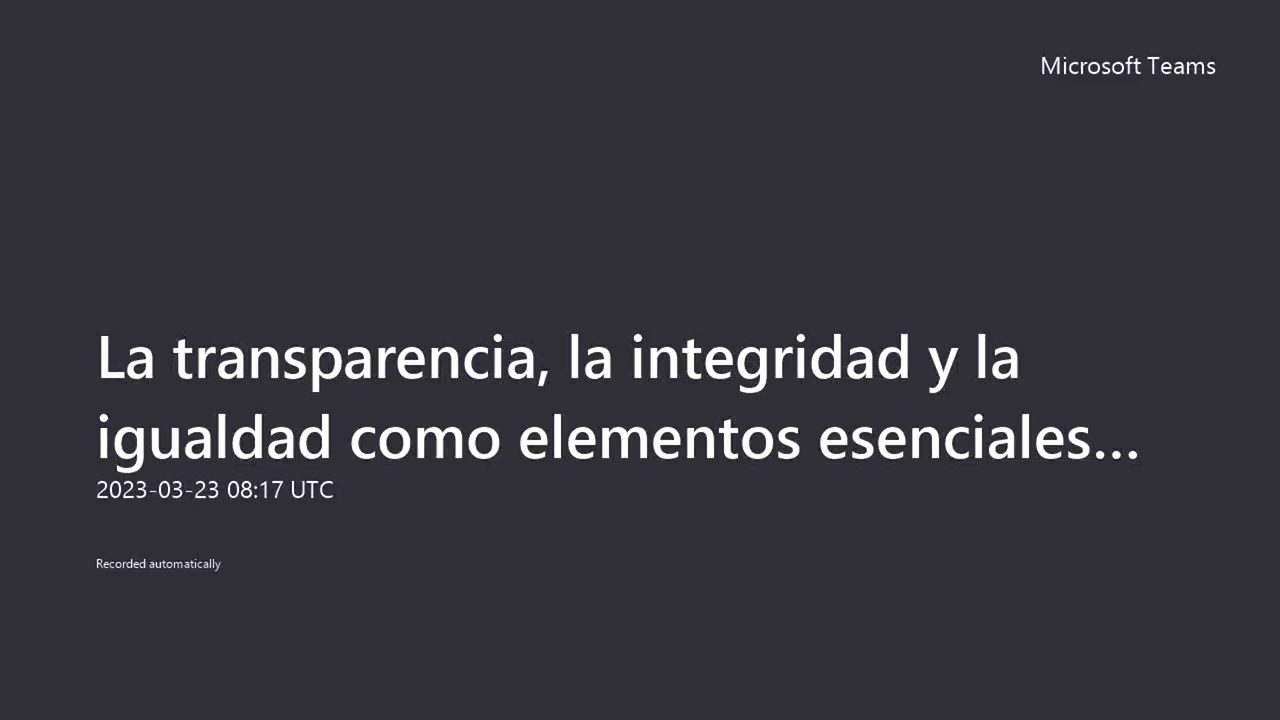 Microsoft Teams
La transparencia, la integridad y la
igualdad como elementos esenciales...
2023-03-23 08:17 UTC
Recorded automatically